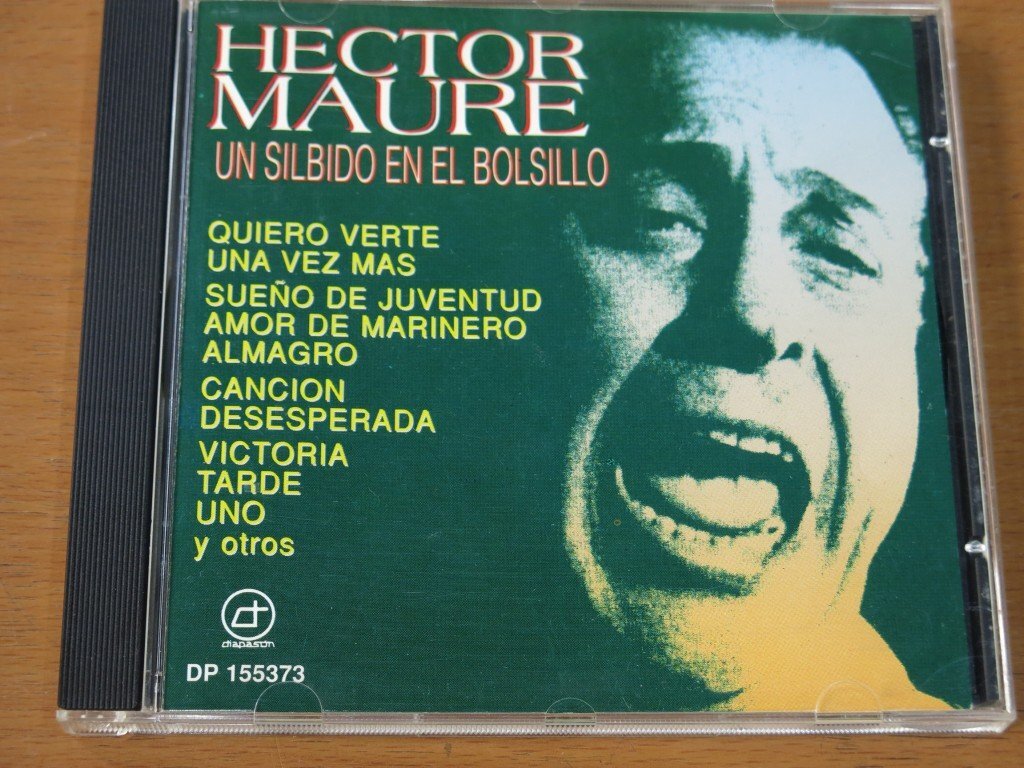 HECTOR
MAURE
UN SILBIDO EN EL BOLSILLO
QUIERO VERTE
UNA VEZ MAS
SUEÑO DE JUVENTUD
AMOR DE MARINERO
ALMAGRO
CANCION
DESESPERADA
VICTORIA
TARDE
UNO
y otros
diapason
DP 155373